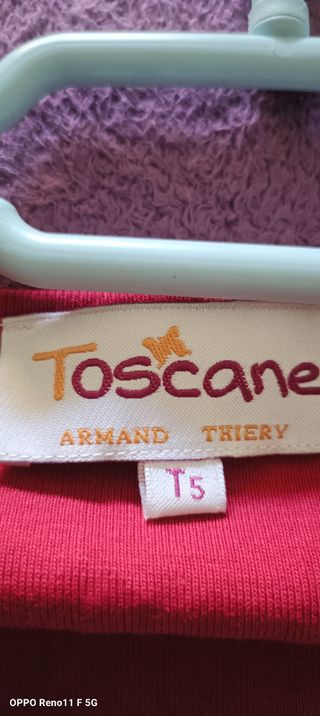 Toscane
ARMAND THIERY
T5
OPPO Reno11 F 5G